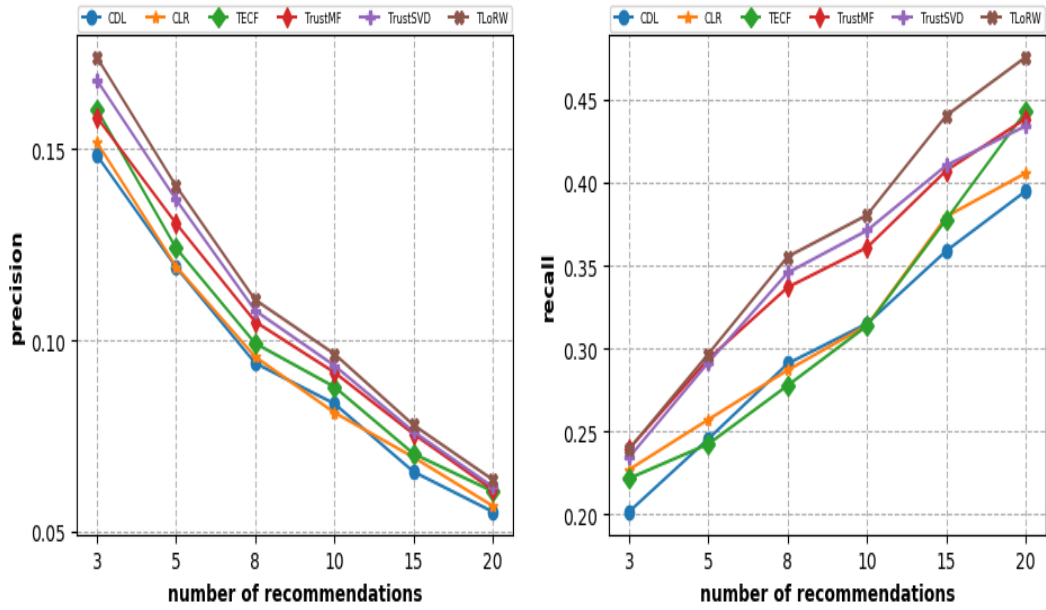 CDL CLR TECF TrustMF TrustSVD TLoRW
0.15
0.10
0.05
precision
3 5 8 10 15 20
number of recommendations
CDL CLR TECF TrustMF TrustSVD TLoRW
0.45
0.40
0.35
0.30
0.25
0.20
recall
3 5 8 10 15 20
number of recommendations